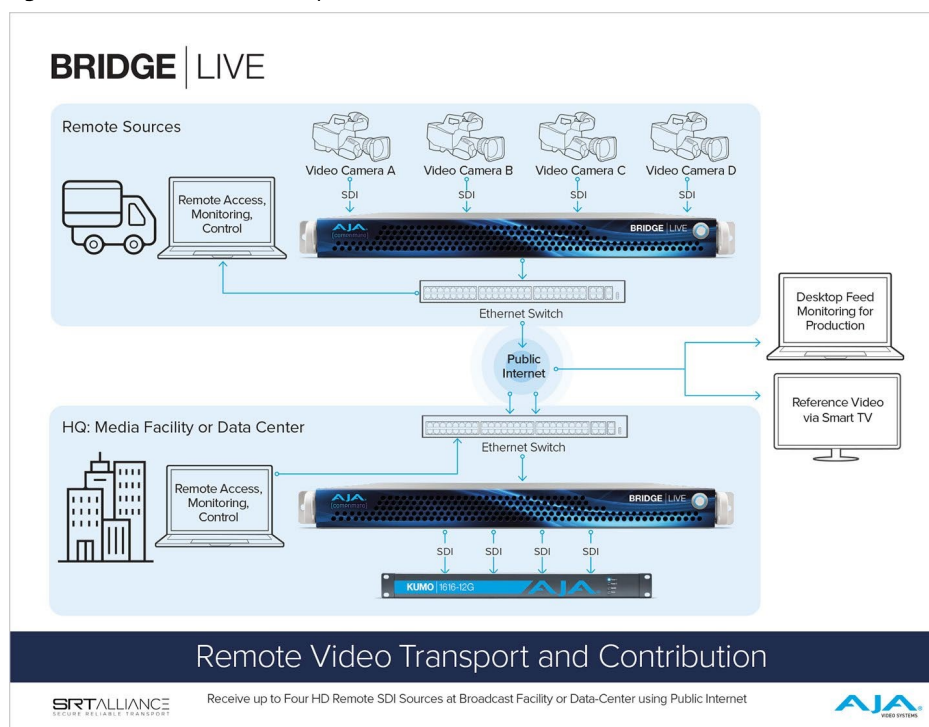 BRIDGE | LIVE
Remote Sources
Video Camera A
Video Camera B
Video Camera C
Video Camera D
SDI
SDI
SDI
SDI
Remote Access,
Monitoring,
Control
AJA
BRIDGE | LIVE
Ethernet Switch
Public
Internet
Desktop Feed
Monitoring for
Production
Reference Video
via Smart TV
HQ: Media Facility or Data Center
Ethernet Switch
Remote Access,
Monitoring,
Control
AJA
BRIDGE | LIVE
SDI
SDI
SDI
SDI
KUMO | 1616-12G
AJA
Remote Video Transport and Contribution
SRTALLIANCE
SECURE RELIABLE TRANSPORT
Receive up to Four HD Remote SDI Sources at Broadcast Facility or Data-Center using Public Internet
AJA
VIDEO SYSTEMS